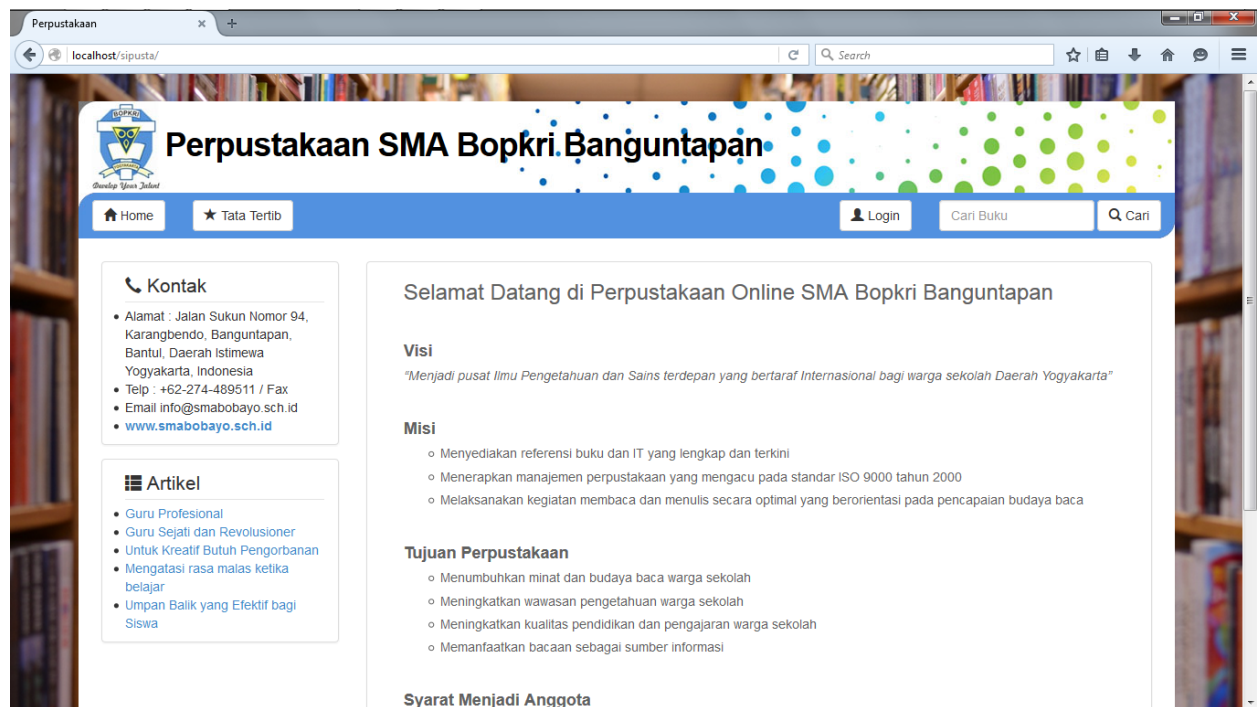 Perpustakaan
localhost/sipusta/
Search
BOPKRI
YOGYAKARTA
Develop Your Talent
Perpustakaan SMA Bopkri Banguntapan
Home
Tata Tertib
Login
Cari Buku
Cari
Kontak
Alamat : Jalan Sukun Nomor 94,
Karangbendo, Banguntapan,
Bantul, Daerah Istimewa
Yogyakarta, Indonesia
Telp : +62-274-489511 / Fax
Email info@smabobayo.sch.id
www.smabobayo.sch.id
Artikel
Guru Profesional
Guru Sejati dan Revolusioner
Untuk Kreatif Butuh Pengorbanan
Mengatasi rasa malas ketika
belajar
Umpan Balik yang Efektif bagi
Siswa
Selamat Datang di Perpustakaan Online SMA Bopkri Banguntapan
Visi
"Menjadi pusat Ilmu Pengetahuan dan Sains terdepan yang bertaraf Internasional bagi warga sekolah Daerah Yogyakarta"
Misi
Menyediakan referensi buku dan IT yang lengkap dan terkini
Menerapkan manajemen perpustakaan yang mengacu pada standar ISO 9000 tahun 2000
Melaksanakan kegiatan membaca dan menulis secara optimal yang berorientasi pada pencapaian budaya baca
Tujuan Perpustakaan
Menumbuhkan minat dan budaya baca warga sekolah
Meningkatkan wawasan pengetahuan warga sekolah
Meningkatkan kualitas pendidikan dan pengajaran warga sekolah
Memanfaatkan bacaan sebagai sumber informasi
Syarat Menjadi Anggota